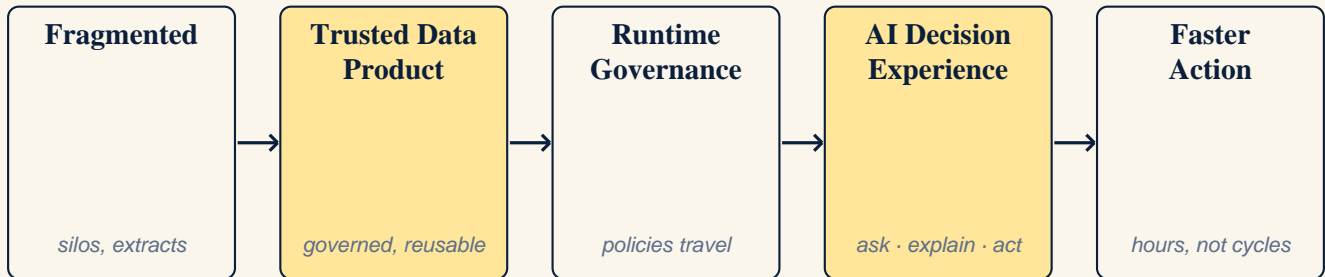 Fragmented
silos, extracts
Trusted Data
Product
governed, reusable
Runtime
Governance
policies travel
AI Decision
Experience
ask · explain · act
Faster
Action
hours, not cycles